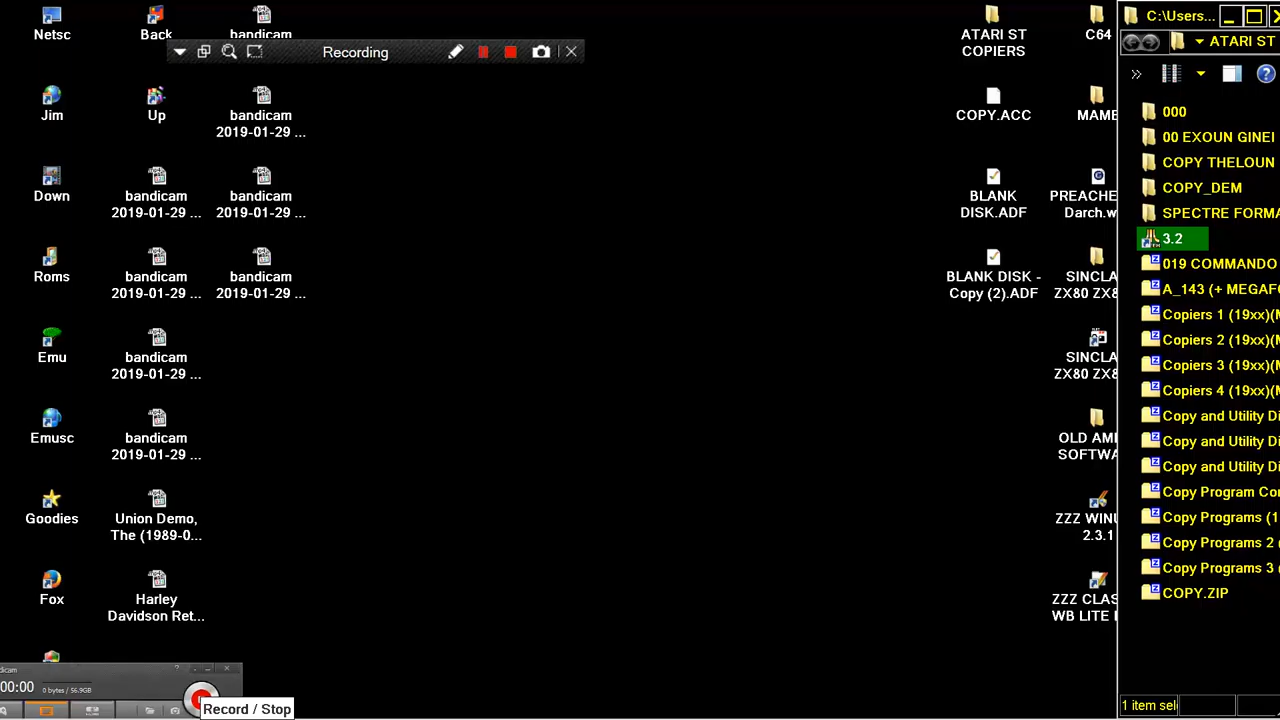 Netsc
Back
bandicam
Recording
Jim
Up
bandicam
2019-01-29 ...
Down
bandicam
2019-01-29 ...
bandicam
2019-01-29 ...
Roms
bandicam
2019-01-29 ...
bandicam
2019-01-29 ...
Emu
bandicam
2019-01-29 ...
Emusc
bandicam
2019-01-29 ...
Goodies
Union Demo,
The (1989-0...
Fox
Harley
Davidson Ret...
dicam
00:00
0 bytes / 56.9GB
Record / Stop
ATARI ST
COPIERS
C64
COPY.ACC
MAME
BLANK
DISK.ADF
PREACHE
Darch.w
BLANK DISK -
Copy (2).ADF
SINCLA
ZX80 ZX8
SINCLA
ZX80 ZX8
OLD AMI
SOFTWA
ZZZ WINU
2.3.1
ZZZ CLAS
WB LITE
C:\Users...
ATARI ST
000
00 EXOUN GINEI
COPY THELOUN
COPY_DEM
SPECTRE FORMA
3.2
019 COMMANDO
A_143 (+ MEGAFO
Copiers 1 (19xx)(M
Copiers 2 (19xx)(M
Copiers 3 (19xx)(M
Copiers 4 (19xx)(M
Copy and Utility Di
Copy and Utility Di
Copy and Utility Di
Copy Program Con
Copy Programs (1
Copy Programs 2 (
Copy Programs 3 (
COPY.ZIP
1 item sel